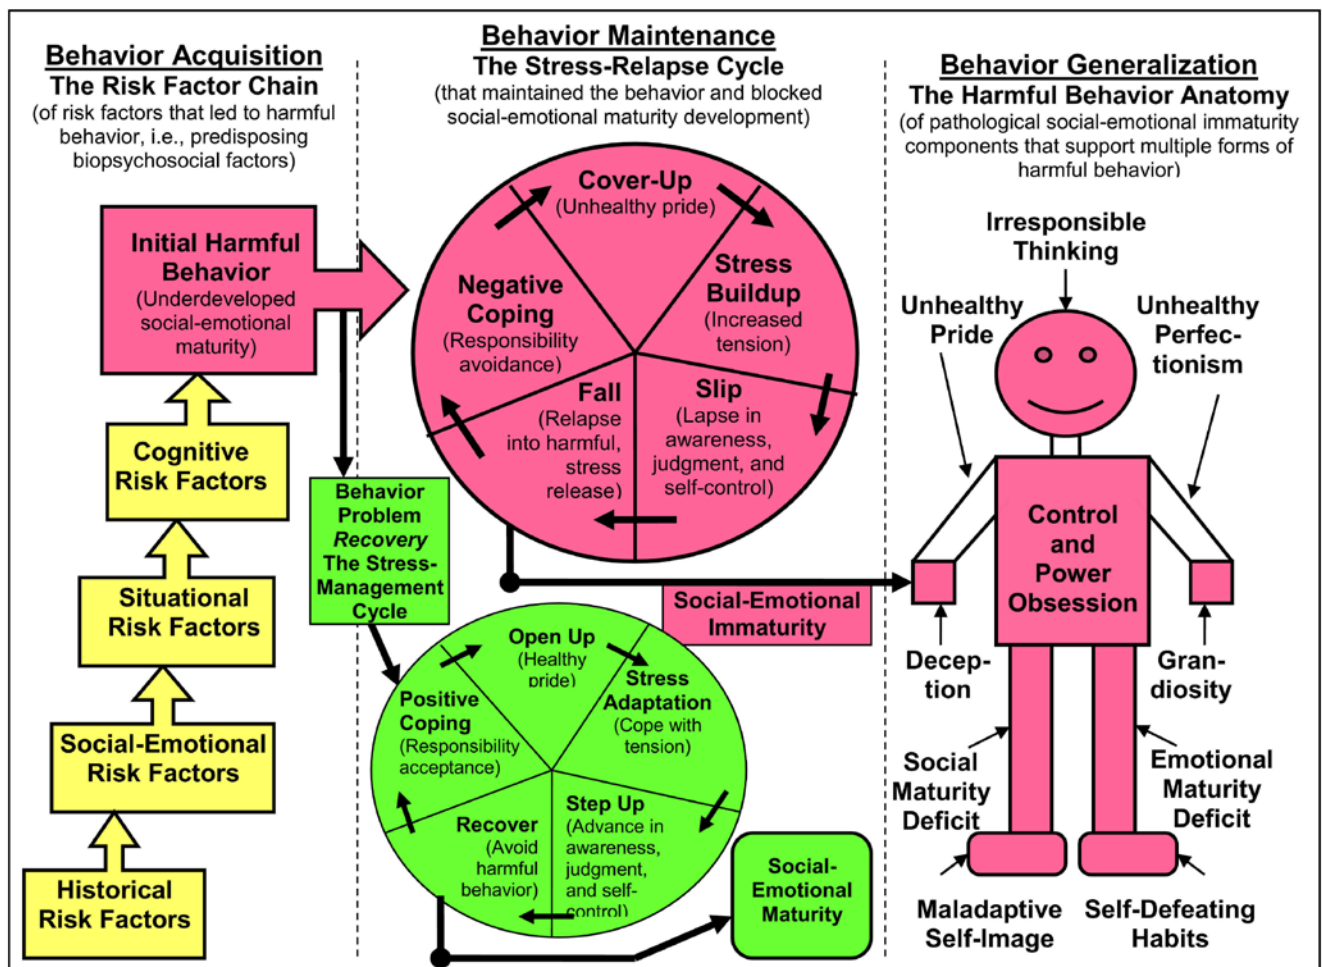 Behavior Acquisition
The Risk Factor Chain
(of risk factors that led to harmful
behavior, i.e., predisposing
biopsychosocial factors)
Initial Harmful
Behavior
(Underdeveloped
social-emotional
maturity)
Cognitive
Risk Factors
Situational
Risk Factors
Social-Emotional
Risk Factors
Historical
Risk Factors
Behavior Maintenance
The Stress-Relapse Cycle
(that maintained the behavior and blocked
social-emotional maturity development)
Cover-Up
(Unhealthy pride)
Stress
Buildup
(Increased
tension)
Slip
(Lapse in
awareness,
judgment, and
self-control)
Fall
(Relapse
into harmful,
stress
release)
Negative
Coping
(Responsibility
avoidance)
Behavior
Problem
Recovery
The Stress-
Management
Cycle
Social-Emotional
Immaturity
Open Up
(Healthy
pride)
Stress
Adaptation
(Cope with
tension)
Step Up
(Advance in
awareness,
judgment,
and self-
control)
Recover
(Avoid
harmful
behavior)
Positive
Coping
(Responsibility
acceptance)
Social-
Emotional
Maturity
Behavior Generalization
The Harmful Behavior Anatomy
(of pathological social-emotional immaturity
components that support multiple forms of
harmful behavior)
Irresponsible
Thinking
Unhealthy
Pride
Unhealthy
Perfec-
tionism
Control
and
Power
Obsession
Decep-
tion
Gran-
diosity
Social
Maturity
Deficit
Emotional
Maturity
Deficit
Maladaptive
Self-Image
Self-Defeating
Habits